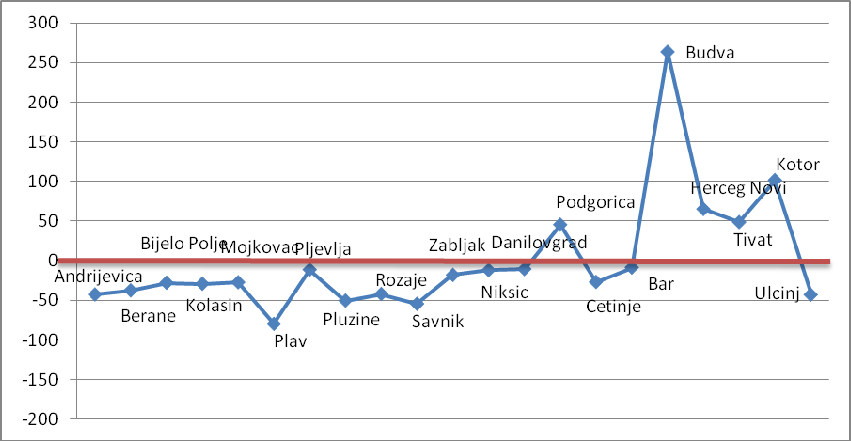 300
250
200
150
100
50
0
-50
-100
-150
-200
Andrijevica
Berane
Bijelo Polje
Kolasin
Mojkovac
Plav
Pljevlja
Pluzine
Rozaje
Savnik
Zabljak
Niksic
Danilovgrad
Podgorica
Cetinje
Bar
Budva
Herceg Novi
Tivat
Kotor
Ulcinj